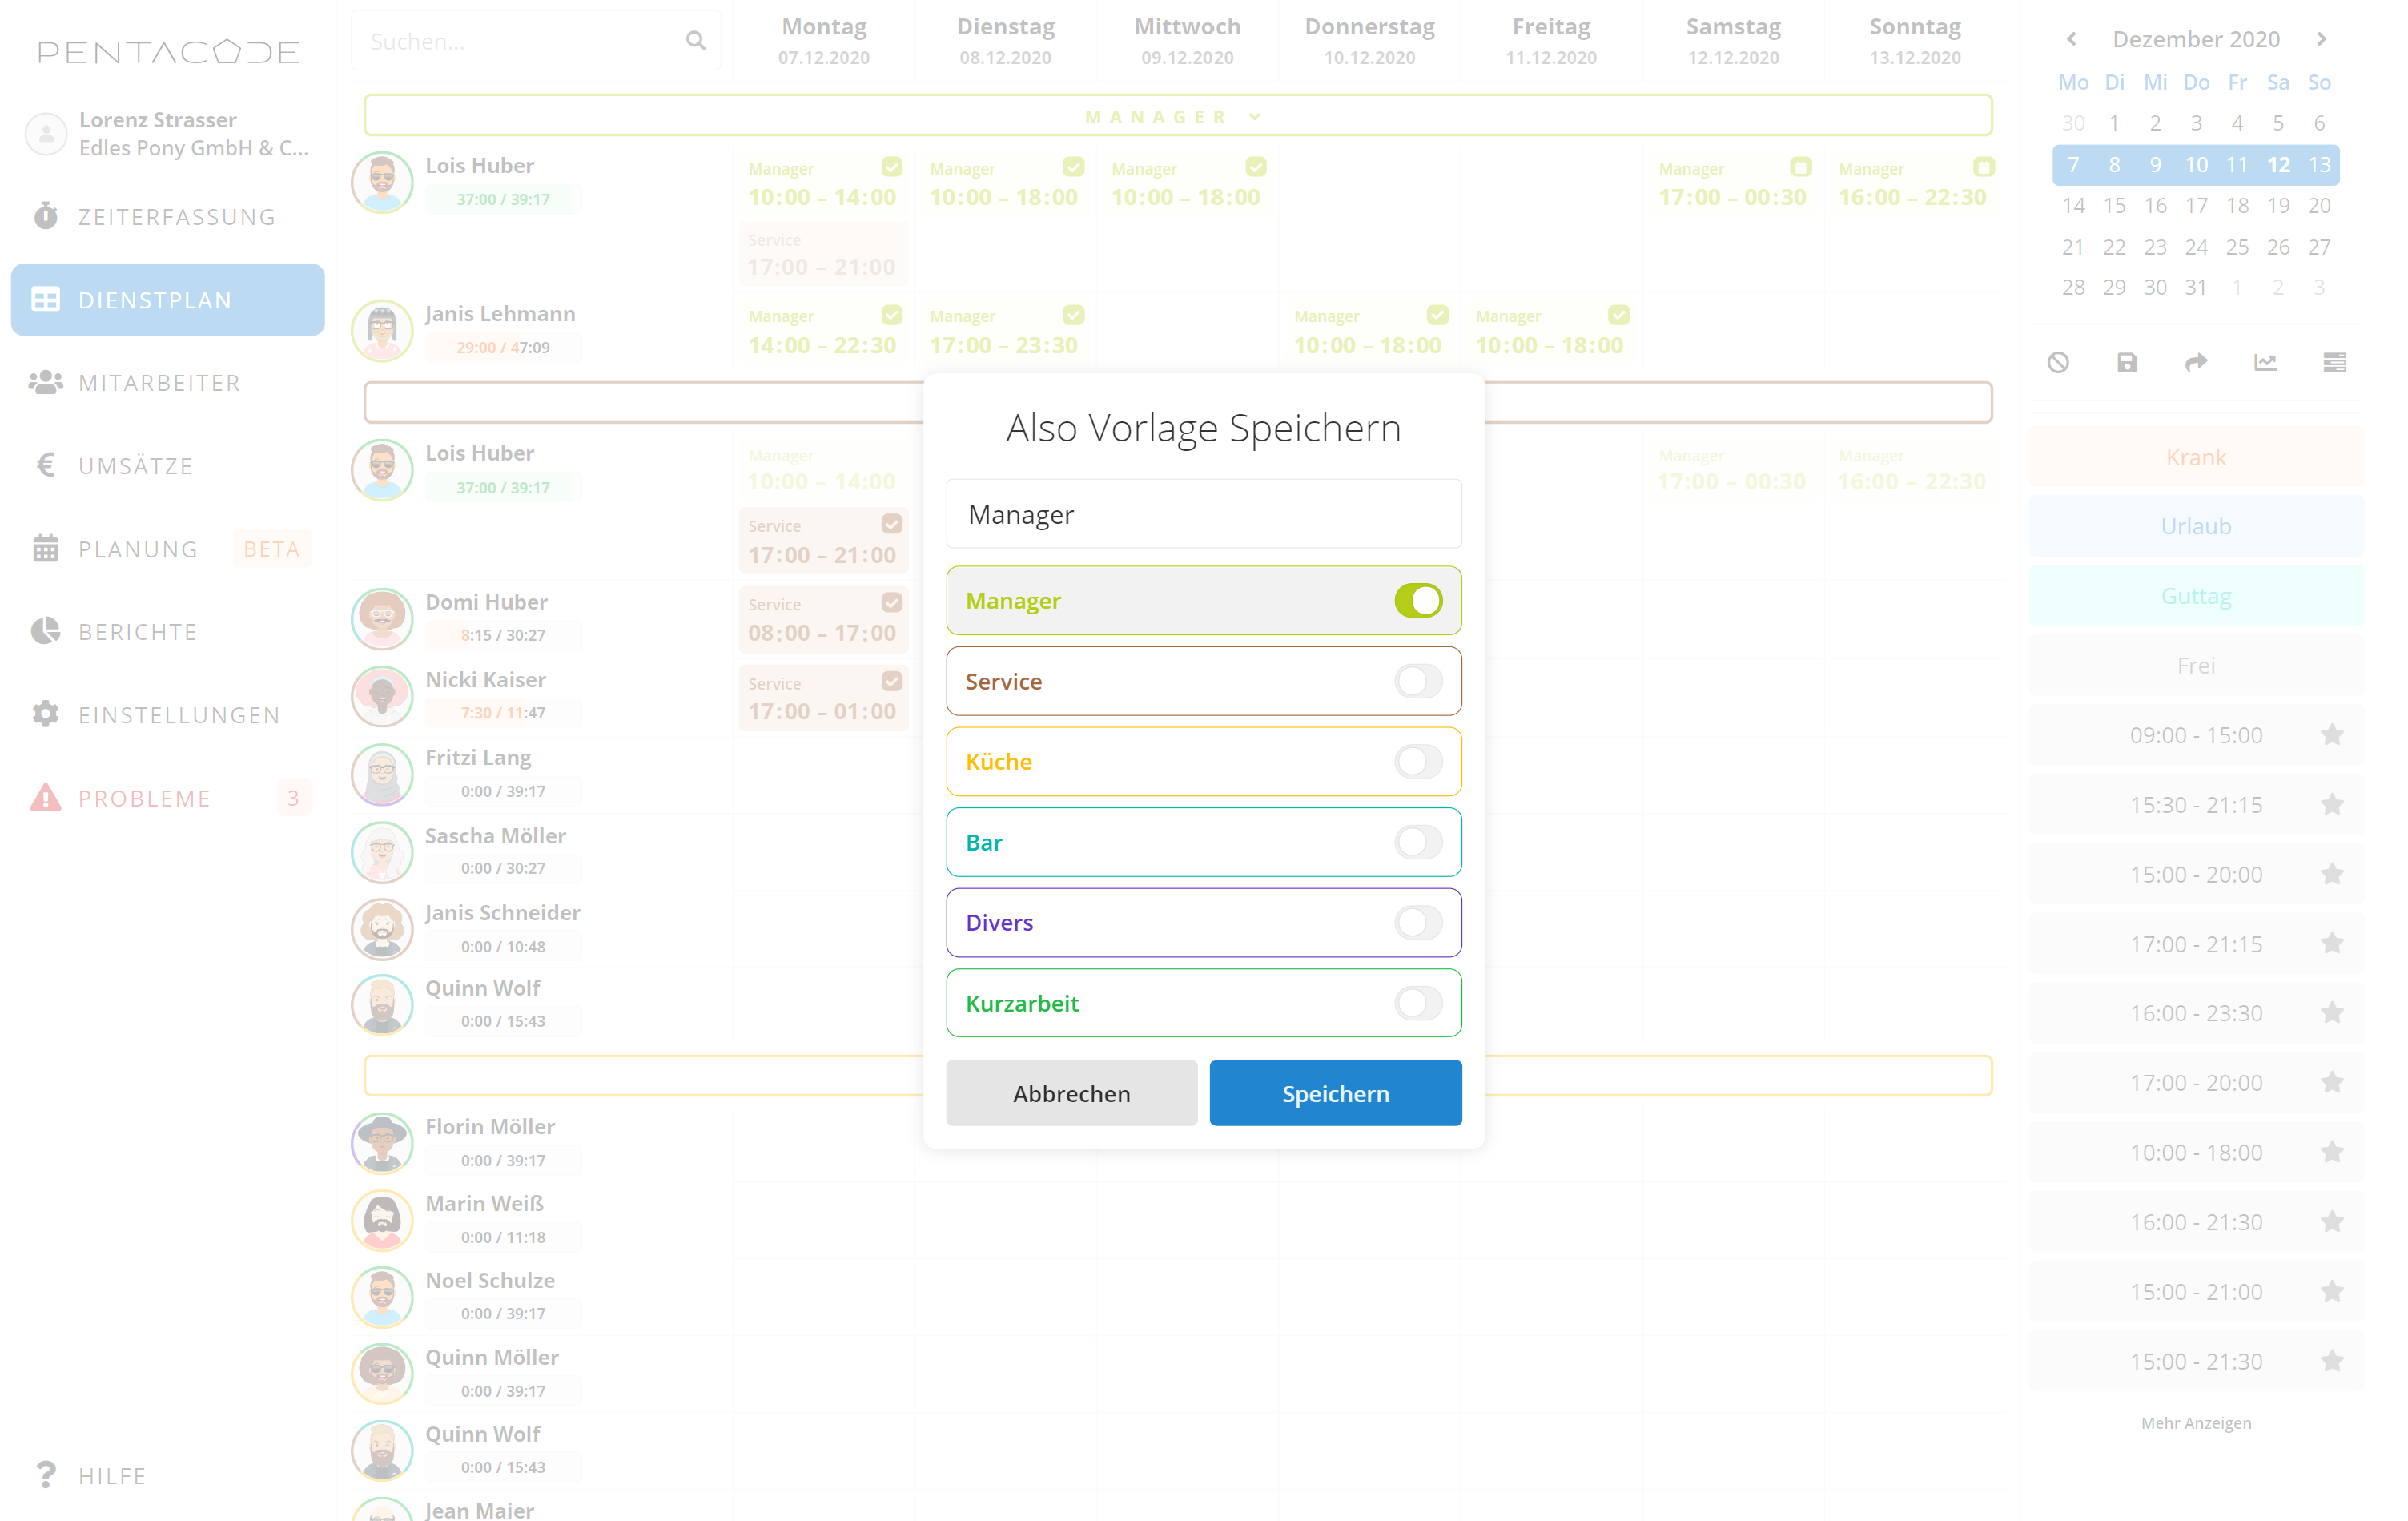 PENTACODE
Lorenz Strasser
Edles Pony GmbH & C...
ZEITERFASSUNG
DIENSTPLAN
MITARBEITER
UMSÄTZE
PLANUNG BETA
BERICHTE
EINSTELLUNGEN
PROBLEME 3
HILFE
Suchen...
Montag Dienstag Mittwoch Donnerstag Freitag Samstag Sonntag
07.12.2020 08.12.2020 09.12.2020 10.12.2020 11.12.2020 12.12.2020 13.12.2020
MANAGER
Lois Huber
37:00 / 39:17
Manager Manager Manager Manager Manager
10:00 – 14:00 10:00 – 18:00 10:00 – 18:00 17:00 – 00:30 16:00 – 22:30
Service
17:00 – 21:00
Janis Lehmann
29:00 / 47:09
Manager Manager Manager Manager
14:00 – 22:30 17:00 – 23:30 10:00 – 18:00 10:00 – 18:00
Lois Huber
37:00 / 39:17
Manager Manager Manager
10:00 – 14:00 17:00 – 00:30 16:00 – 22:30
Service
17:00 – 21:00
Domi Huber
8:15 / 30:27
Service
08:00 – 17:00
Nicki Kaiser
7:30 / 11:47
Service
17:00 – 01:00
Fritzi Lang
0:00 / 39:17
Sascha Möller
0:00 / 30:27
Janis Schneider
0:00 / 10:48
Quinn Wolf
0:00 / 15:43
Florin Möller
0:00 / 39:17
Marin Weiß
0:00 / 11:18
Noel Schulze
0:00 / 39:17
Quinn Möller
0:00 / 39:17
Quinn Wolf
0:00 / 15:43
Jean Maier
Also Vorlage Speichern
Manager
Manager
Service
Küche
Bar
Divers
Kurzarbeit
Abbrechen Speichern
Dezember 2020
Mo Di Mi Do Fr Sa So
30 1 2 3 4 5 6
7 8 9 10 11 12 13
14 15 16 17 18 19 20
21 22 23 24 25 26 27
28 29 30 31 1 2 3
Krank
Urlaub
Guttag
Frei
09:00 - 15:00
15:30 - 21:15
15:00 - 20:00
17:00 - 21:15
16:00 - 23:30
17:00 - 20:00
10:00 - 18:00
16:00 - 21:30
15:00 - 21:00
15:00 - 21:30
Mehr Anzeigen